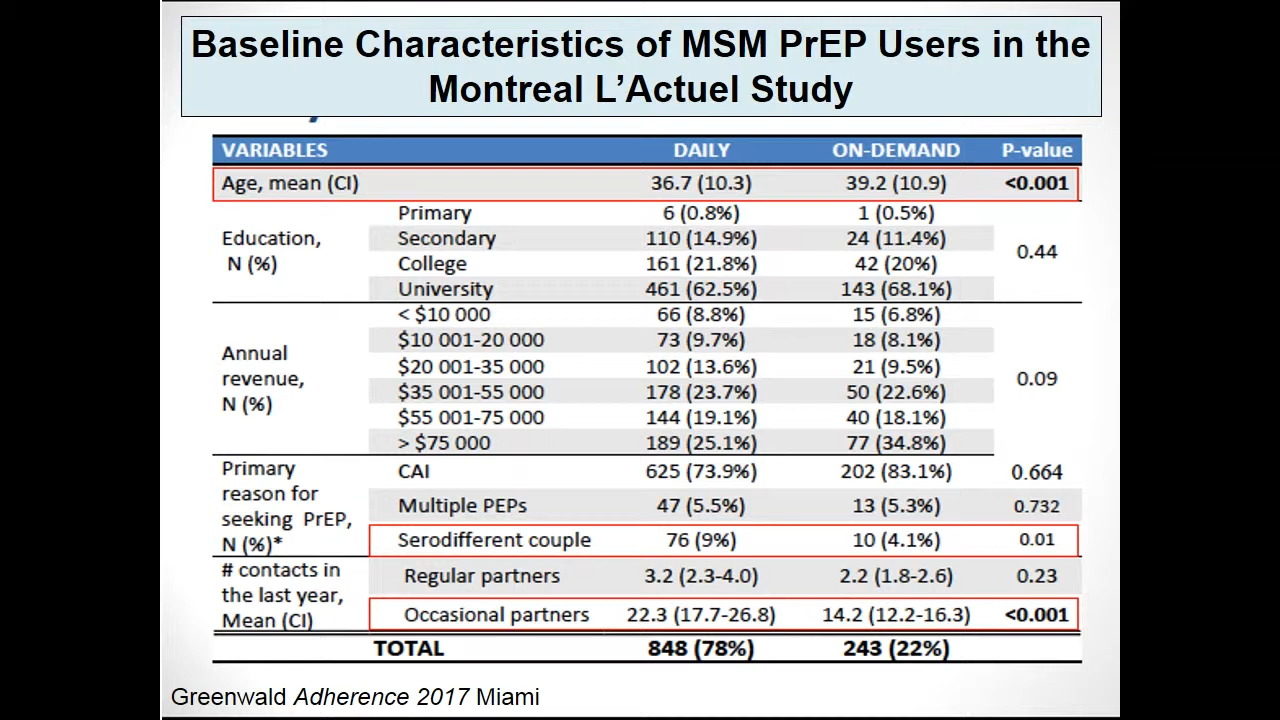 Baseline Characteristics of MSM PrEP Users in the
Montreal L’Actuel Study
VARIABLES DAILY ON-DEMAND P-value
Age, mean (CI) 36.7 (10.3) 39.2 (10.9) <0.001
Education,
N (%)
Primary 6 (0.8%) 1 (0.5%)
Secondary 110 (14.9%) 24 (11.4%)
College 161 (21.8%) 42 (20%)
University 461 (62.5%) 143 (68.1%)
0.44
Annual
revenue,
N (%)
< $10 000 66 (8.8%) 15 (6.8%)
$10 001-20 000 73 (9.7%) 18 (8.1%)
$20 001-35 000 102 (13.6%) 21 (9.5%)
$35 001-55 000 178 (23.7%) 50 (22.6%)
$55 001-75 000 144 (19.1%) 40 (18.1%)
> $75 000 189 (25.1%) 77 (34.8%)
0.09
Primary
reason for
seeking PrEP,
N (%)*
CAI 625 (73.9%) 202 (83.1%) 0.664
Multiple PEPs 47 (5.5%) 13 (5.3%) 0.732
Serodifferent couple 76 (9%) 10 (4.1%) 0.01
# contacts in
the last year,
Mean (CI)
Regular partners 3.2 (2.3-4.0) 2.2 (1.8-2.6) 0.23
Occasional partners 22.3 (17.7-26.8) 14.2 (12.2-16.3) <0.001
TOTAL 848 (78%) 243 (22%)
Greenwald Adherence 2017 Miami